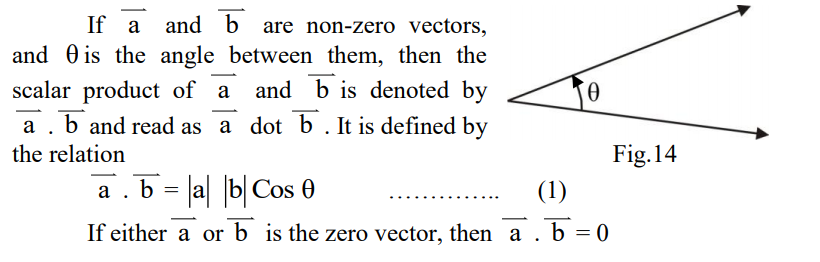 If a⃗ and b⃗ are non-zero vectors,
and θ is the angle between them, then the
scalar product of a⃗ and b⃗ is denoted by
a⃗ . b⃗ and read as a⃗ dot b⃗ . It is defined by
the relation
θ
Fig.14
a⃗ . b⃗ = |a| |b| Cos θ ………….. (1)
If either a⃗ or b⃗ is the zero vector, then a⃗ . b⃗ = 0